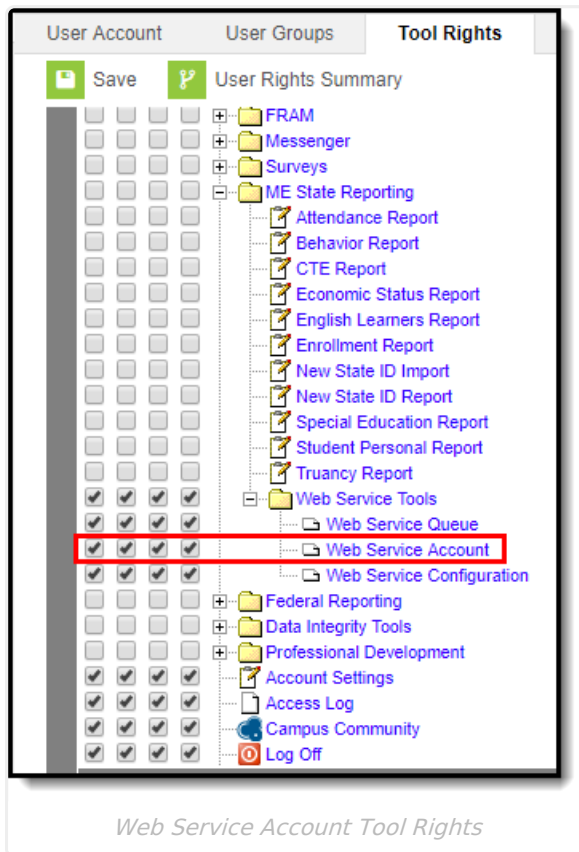 User Account User Groups Tool Rights
Save User Rights Summary
FRAM
Messenger
Surveys
ME State Reporting
Attendance Report
Behavior Report
CTE Report
Economic Status Report
English Learners Report
Enrollment Report
New State ID Import
New State ID Report
Special Education Report
Student Personal Report
Truancy Report
Web Service Tools
Web Service Queue
Web Service Account
Web Service Configuration
Federal Reporting
Data Integrity Tools
Professional Development
Account Settings
Access Log
Campus Community
Log Off
Web Service Account Tool Rights